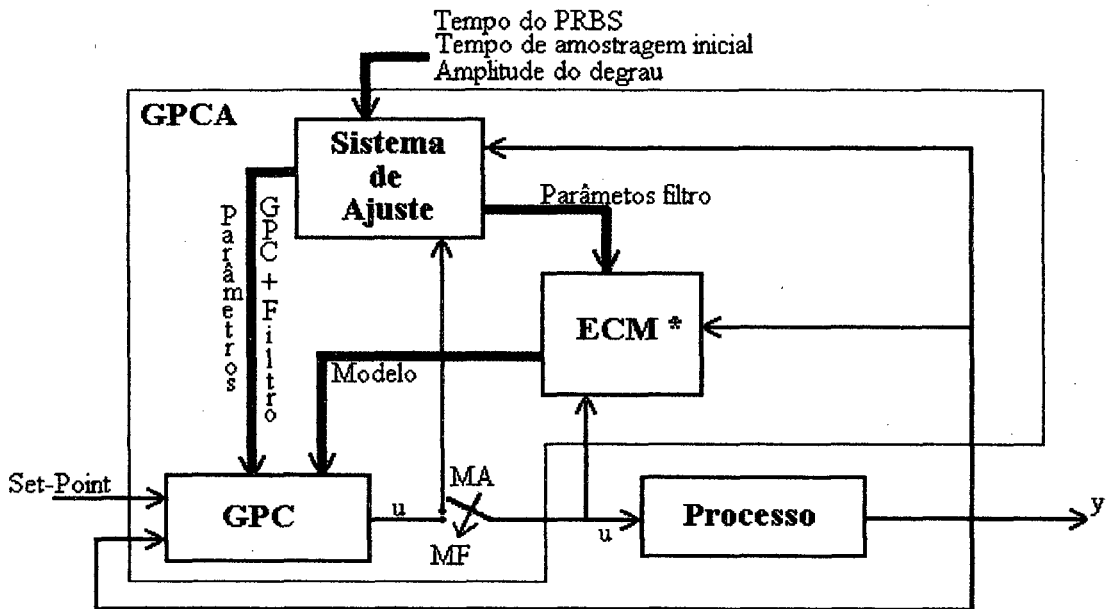 Tempo do PRBS
Tempo de amostragem inicial
Amplitude do degrau
GPCA
Sistema
de
Ajuste
Parâmetos filtro
Parâmetros
GPC + Filtro
ECM *
Modelo
Set-Point
GPC
u
MA
MF
u
Processo
y